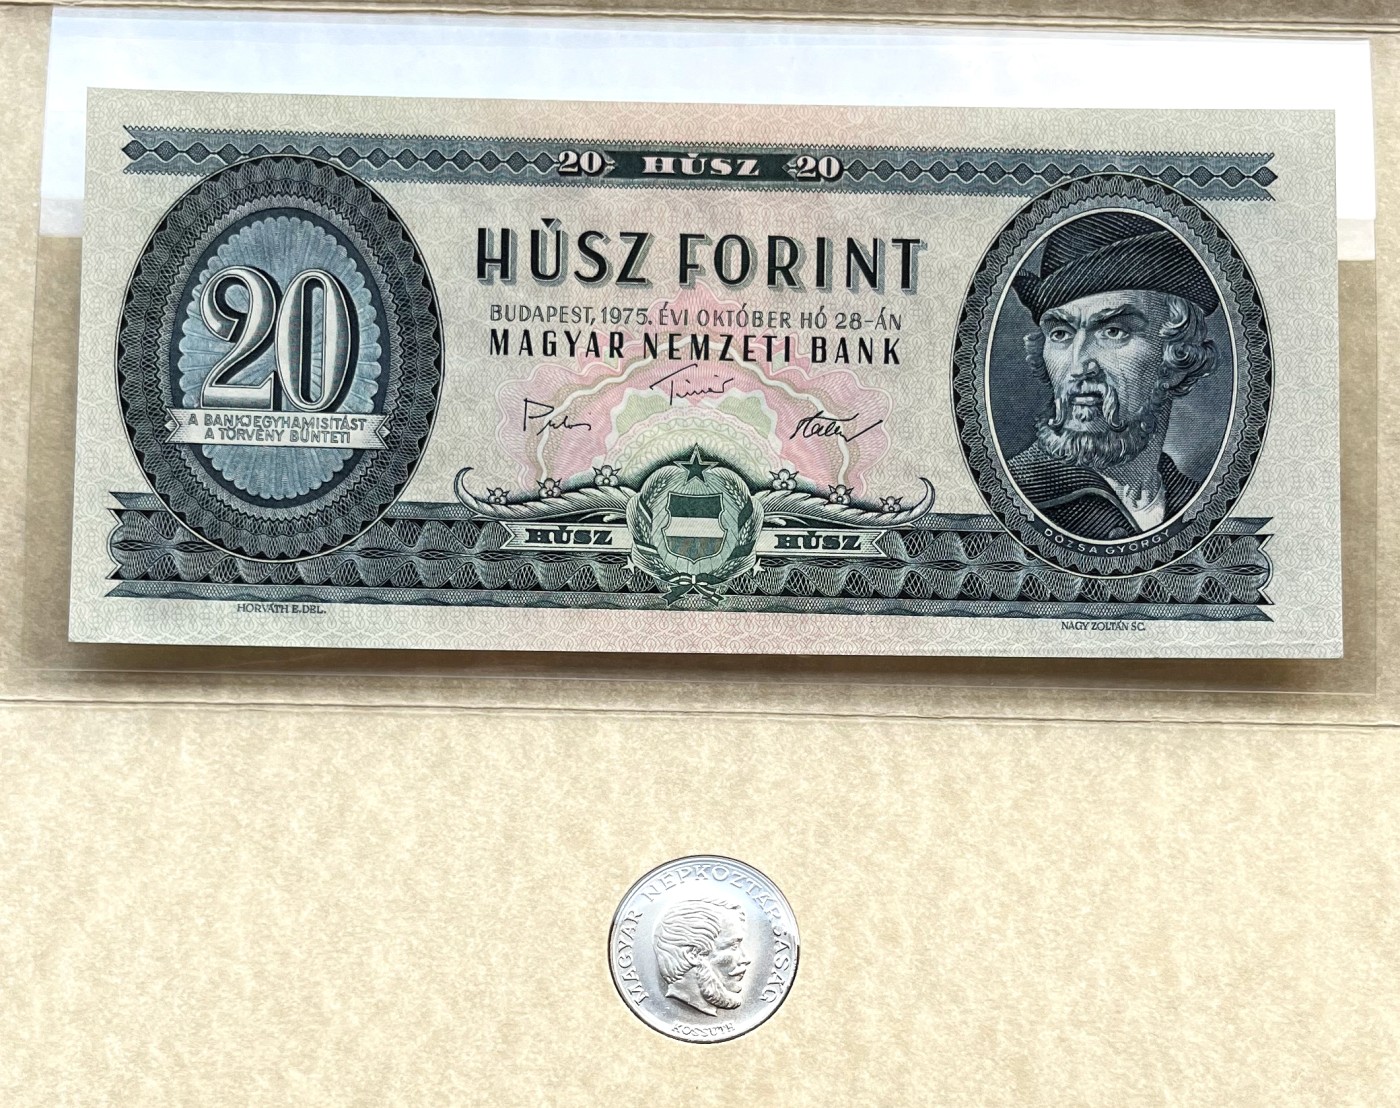 20 HÚSZ 20
HÚSZ FORINT
BUDAPEST, 1975. ÉVI OKTÓBER HÓ 28-ÁN
MAGYAR NEMZETI BANK
20
A BANKJEGYHAMISÍTÁST
A TÖRVÉNY BÜNTETI
HÚSZ HÚSZ
DÓZSA GYÖRGY
HORVÁTH E. DEL.
NAGY ZOLTÁN SC.
MAGYAR NÉPKÖZTÁRSASÁG
KOSSUTH